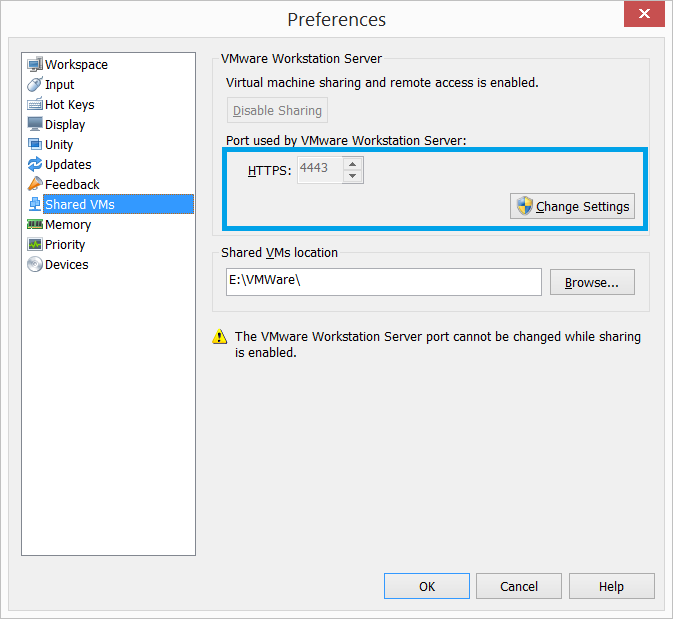 Preferences
Workspace
Input
Hot Keys
Display
Unity
Updates
Feedback
Shared VMs
Memory
Priority
Devices
VMware Workstation Server
Virtual machine sharing and remote access is enabled.
Disable Sharing
Port used by VMware Workstation Server:
HTTPS: 4443
Change Settings
Shared VMs location
E:\VMWare\
Browse...
The VMware Workstation Server port cannot be changed while sharing
is enabled.
OK Cancel Help